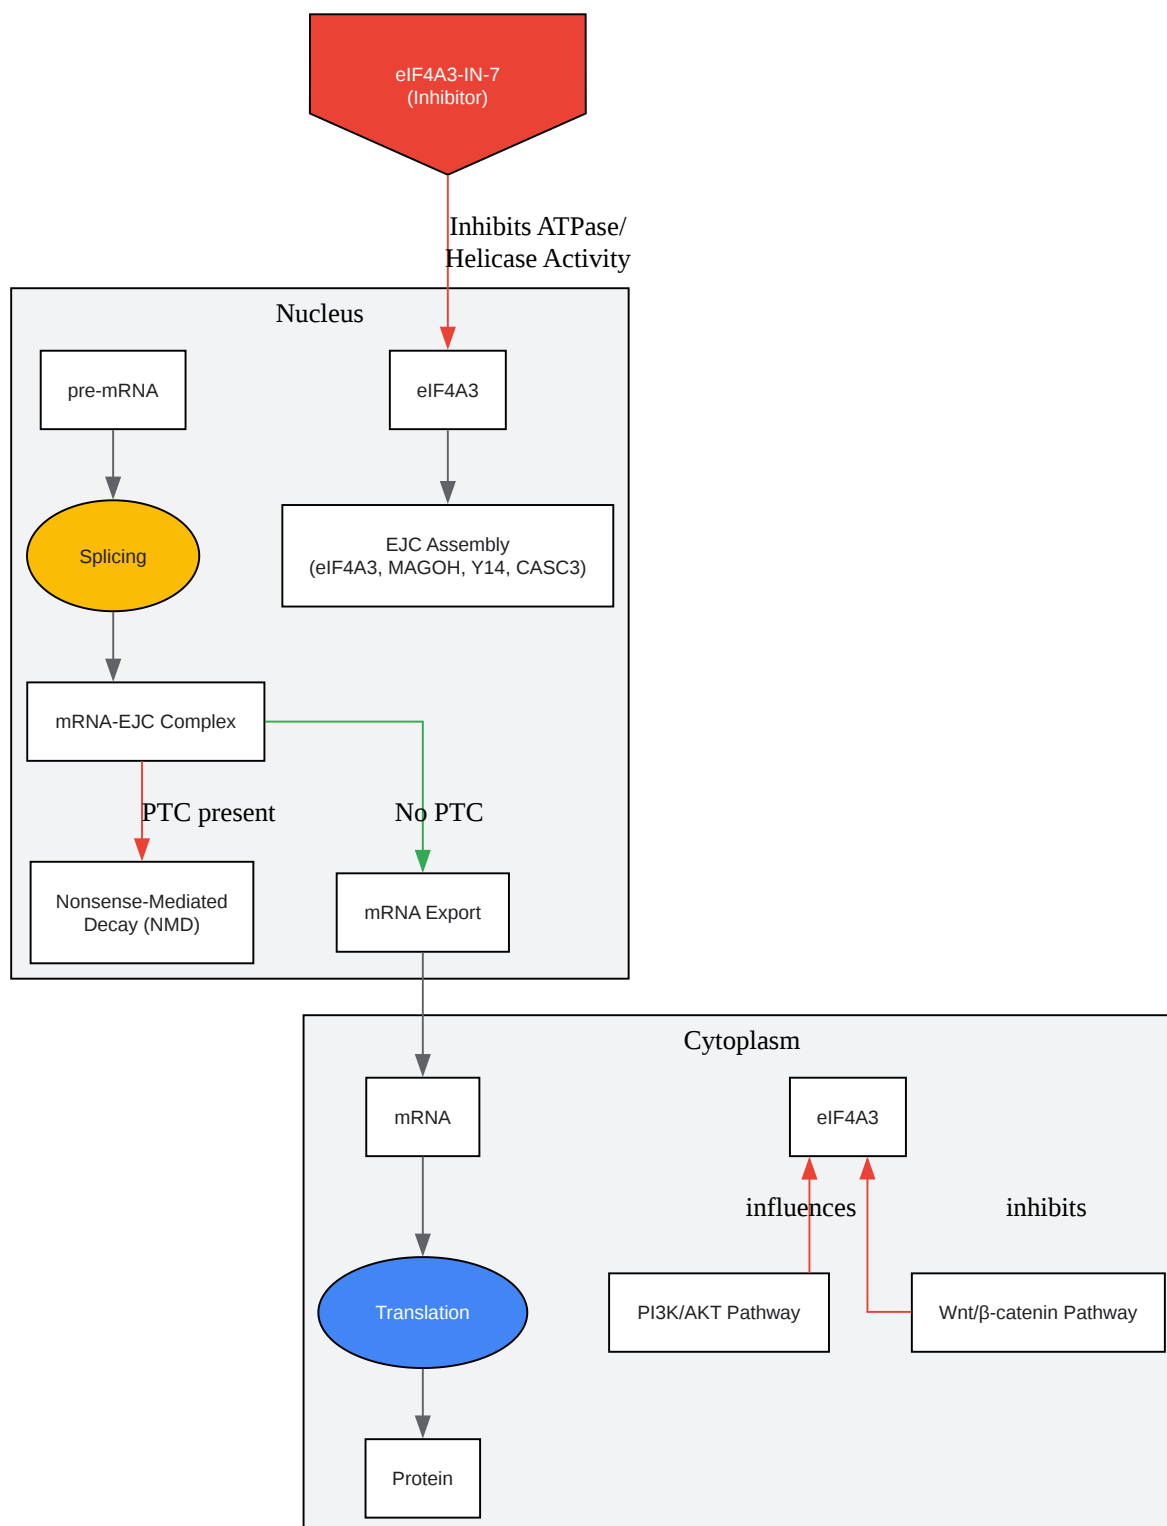 eIF4A3-IN-7
(Inhibitor)
Inhibits ATPase/
Helicase Activity
Nucleus
pre-mRNA
eIF4A3
Splicing
EJC Assembly
(eIF4A3, MAGOH, Y14, CASC3)
mRNA-EJC Complex
PTC present
No PTC
Nonsense-Mediated
Decay (NMD)
mRNA Export
Cytoplasm
mRNA
eIF4A3
influences
inhibits
Translation
PI3K/AKT Pathway
Wnt/β-catenin Pathway
Protein